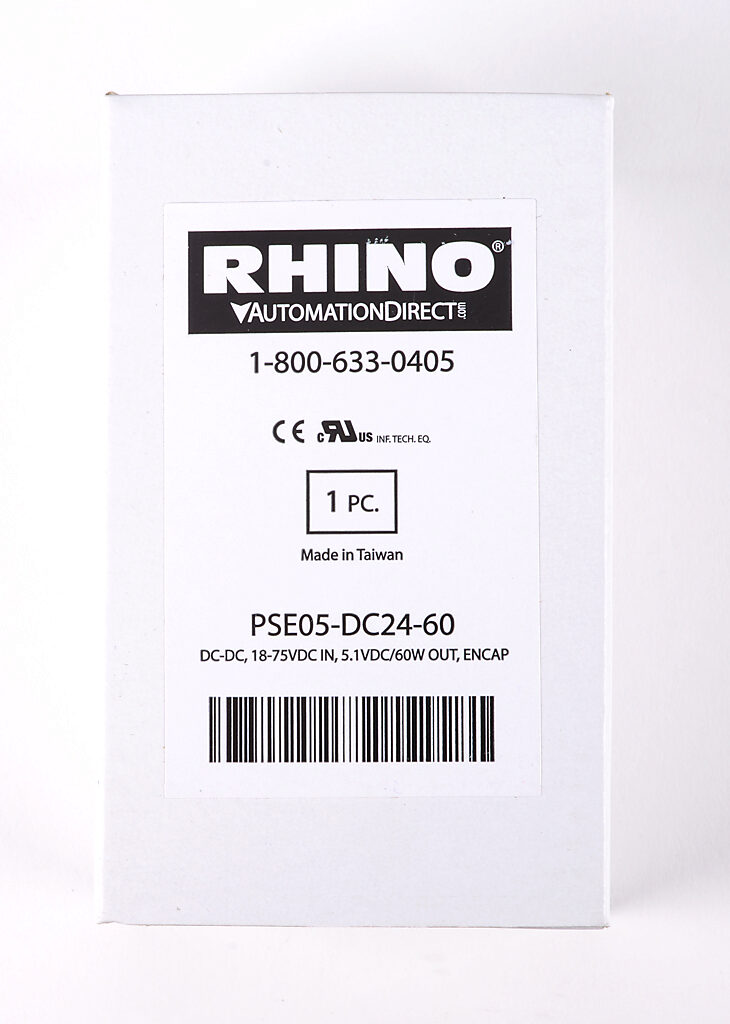 RHINO®
AUTOMATIONDIRECT.COM
1-800-633-0405
CE cRUus INF. TECH. EQ.
1 PC.
Made in Taiwan
PSE05-DC24-60
DC-DC, 18-75VDC IN, 5.1VDC/60W OUT, ENCAP